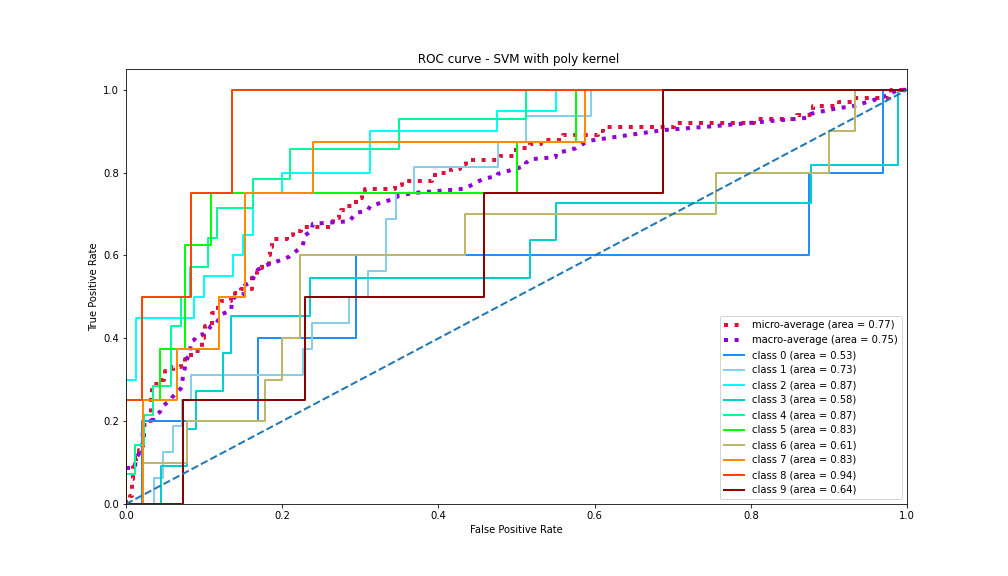 ROC curve - SVM with poly kernel
True Positive Rate
1.0
0.8
0.6
0.4
0.2
0.0
micro-average (area = 0.77)
macro-average (area = 0.75)
class 0 (area = 0.53)
class 1 (area = 0.73)
class 2 (area = 0.87)
class 3 (area = 0.58)
class 4 (area = 0.87)
class 5 (area = 0.83)
class 6 (area = 0.61)
class 7 (area = 0.83)
class 8 (area = 0.94)
class 9 (area = 0.64)
0.0 0.2 0.4 0.6 0.8 1.0
False Positive Rate